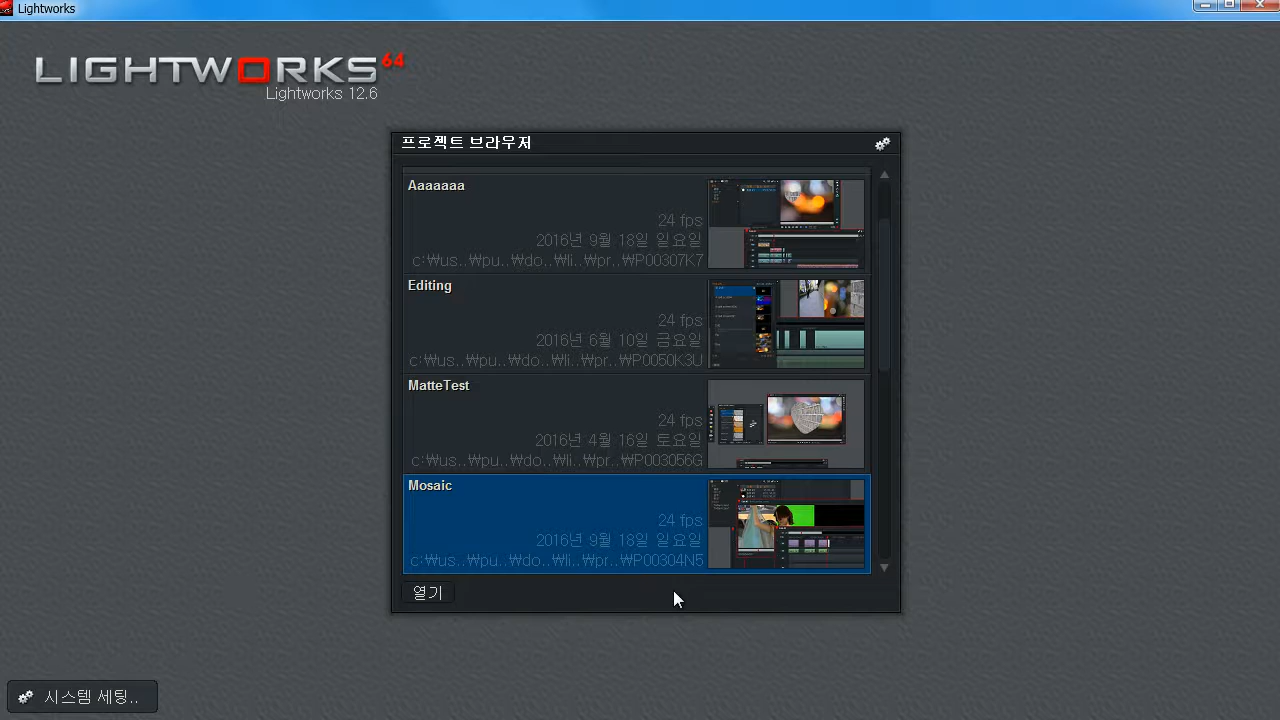 Lightworks
LIGHTWORKS 64
Lightworks 12.6
프로젝트 브라우저
Aaaaaaa
24 fps
2016년 9월 18일 일요일
c:₩us..₩pu..₩do..₩li..₩pr..₩P00307K7
Editing
24 fps
2016년 6월 10일 금요일
c:₩us..₩pu..₩do..₩li..₩pr..₩P0050K3U
MatteTest
24 fps
2016년 4월 16일 토요일
c:₩us..₩pu..₩do..₩li..₩pr..₩P003056G
Mosaic
24 fps
2016년 9월 18일 일요일
c:₩us..₩pu..₩do..₩li..₩pr..₩P00304N5
열기
시스템 세팅..